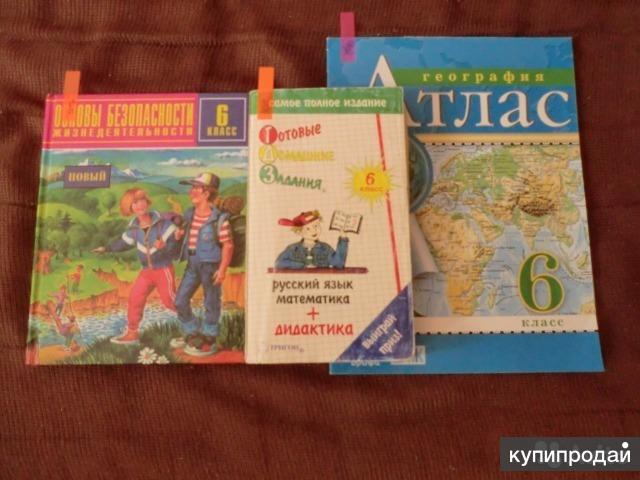 ОСНОВЫ БЕЗОПАСНОСТИ
ЖИЗНЕДЕЯТЕЛЬНОСТИ
6
КЛАСС
НОВЫЙ
самое полное издание
Готовые
Домашние
Задания
6
класс
русский язык
математика
+
дидактика
выиграй
приз!
география
Атлас
6
класс
купипродай